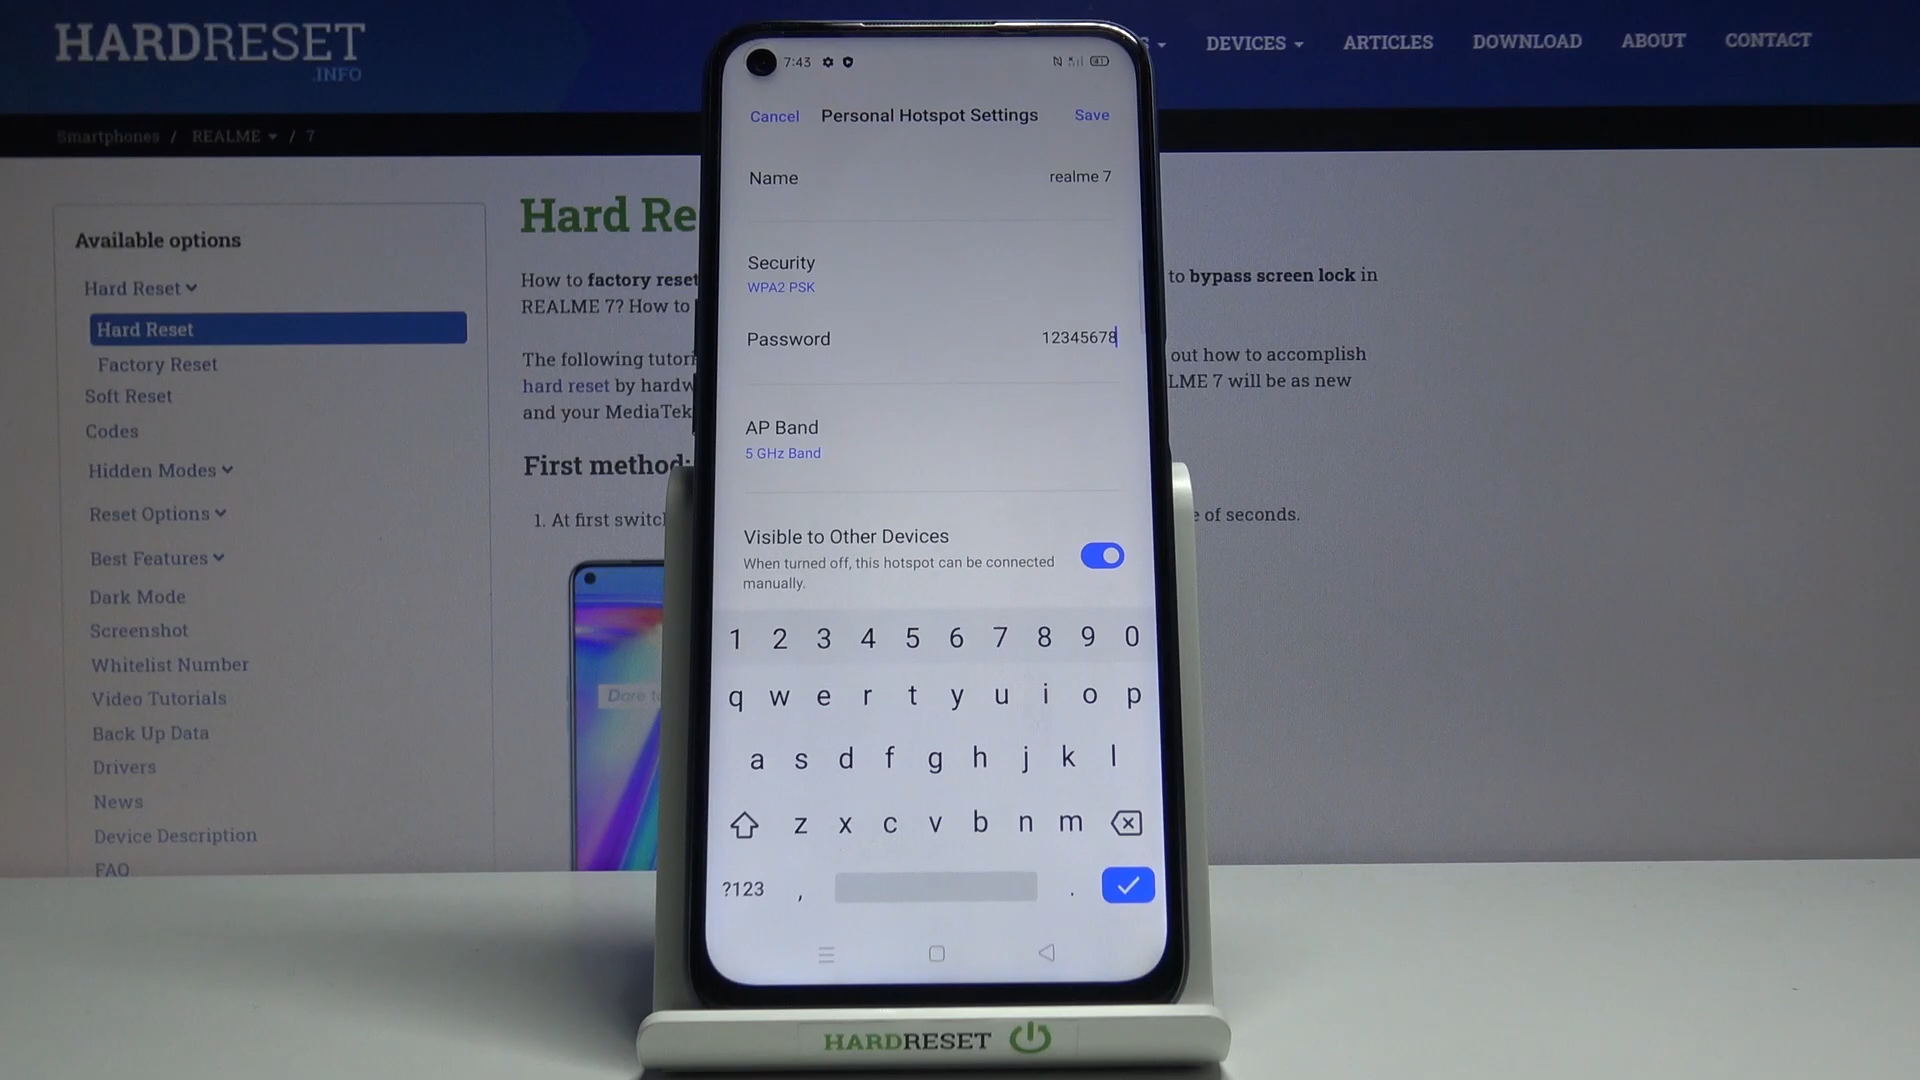 HARDRESET
.INFO
DEVICES
ARTICLES
DOWNLOAD
ABOUT
CONTACT
Smartphones / REALME / 7
Available options
Hard Reset
Hard Reset
Factory Reset
Soft Reset
Codes
Hidden Modes
Reset Options
Best Features
Dark Mode
Screenshot
Whitelist Number
Video Tutorials
Back Up Data
Drivers
News
Device Description
FAQ
Hard Re
How to factory reset
REALME 7? How to
The following tutori
hard reset by hardw
and your MediaTek
First method:
1. At first switc
Dare to
to bypass screen lock in
out how to accomplish
LME 7 will be as new
e of seconds.
7:43
Cancel Personal Hotspot Settings Save
Name realme 7
Security
WPA2 PSK
Password 12345678
AP Band
5 GHz Band
Visible to Other Devices
When turned off, this hotspot can be connected
manually.
1 2 3 4 5 6 7 8 9 0
q w e r t y u i o p
a s d f g h j k l
z x c v b n m
?123 , .
HARDRESET